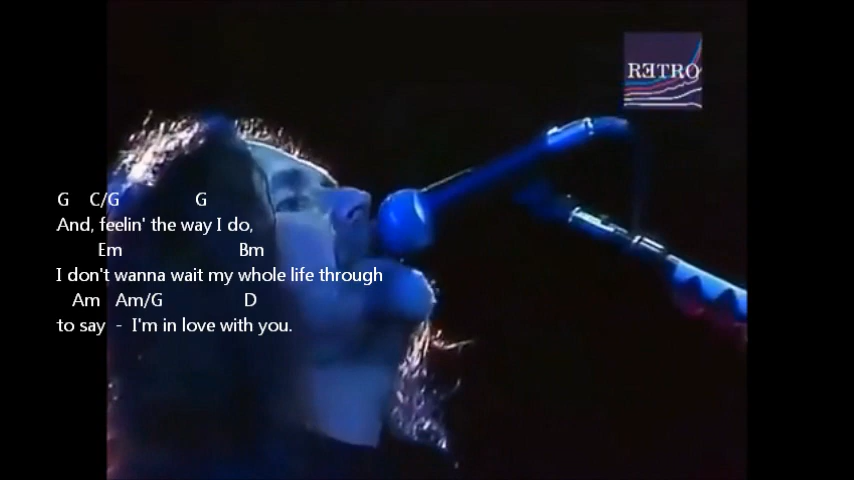 RETRO
G C/G G
And, feelin' the way I do,
Em Bm
I don't wanna wait my whole life through
Am Am/G D
to say - I'm in love with you.